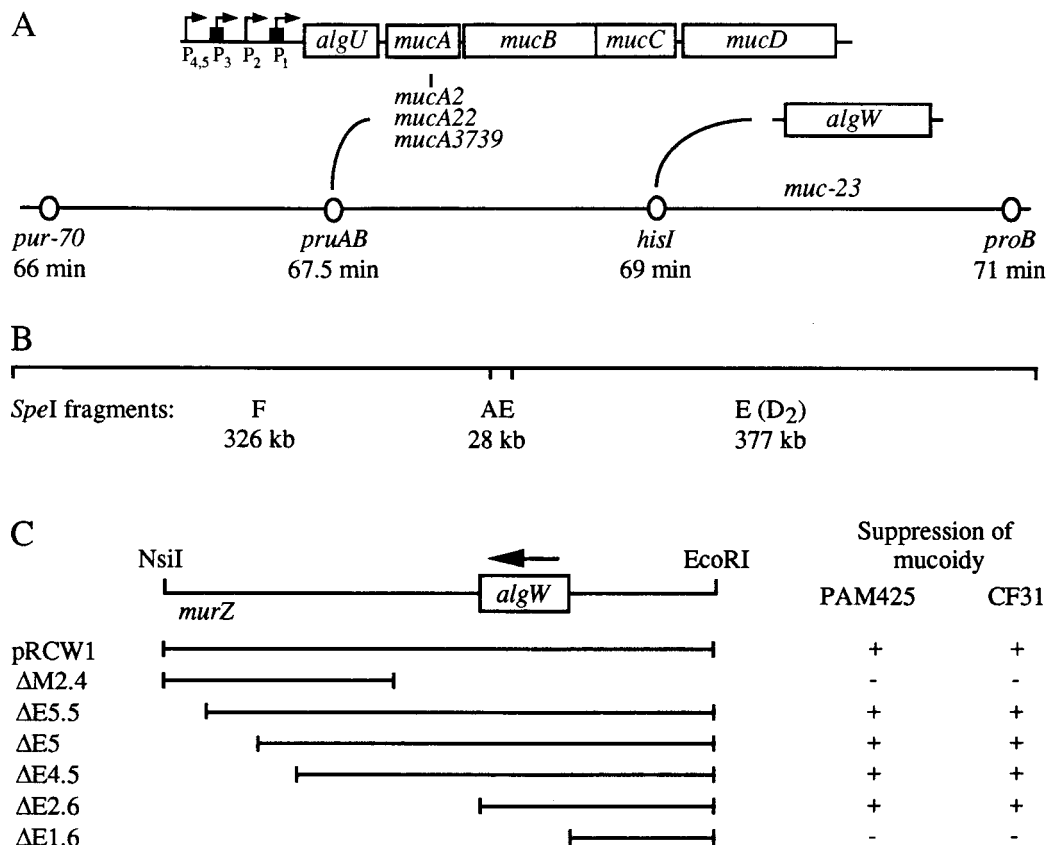 A
algU mucA mucB mucC mucD
P4,5 P3 P2 P1
mucA2
mucA22
mucA3739
algW
muc-23
pur-70 pruAB hisI proB
66 min 67.5 min 69 min 71 min
B
SpeI fragments: F AE E (D2)
326 kb 28 kb 377 kb
C
Suppression of
mucoidy
NsiI EcoRI
algW
PAM425 CF31
murZ
pRCW1 + +
ΔM2.4 - -
ΔE5.5 + +
ΔE5 + +
ΔE4.5 + +
ΔE2.6 + +
ΔE1.6 - -